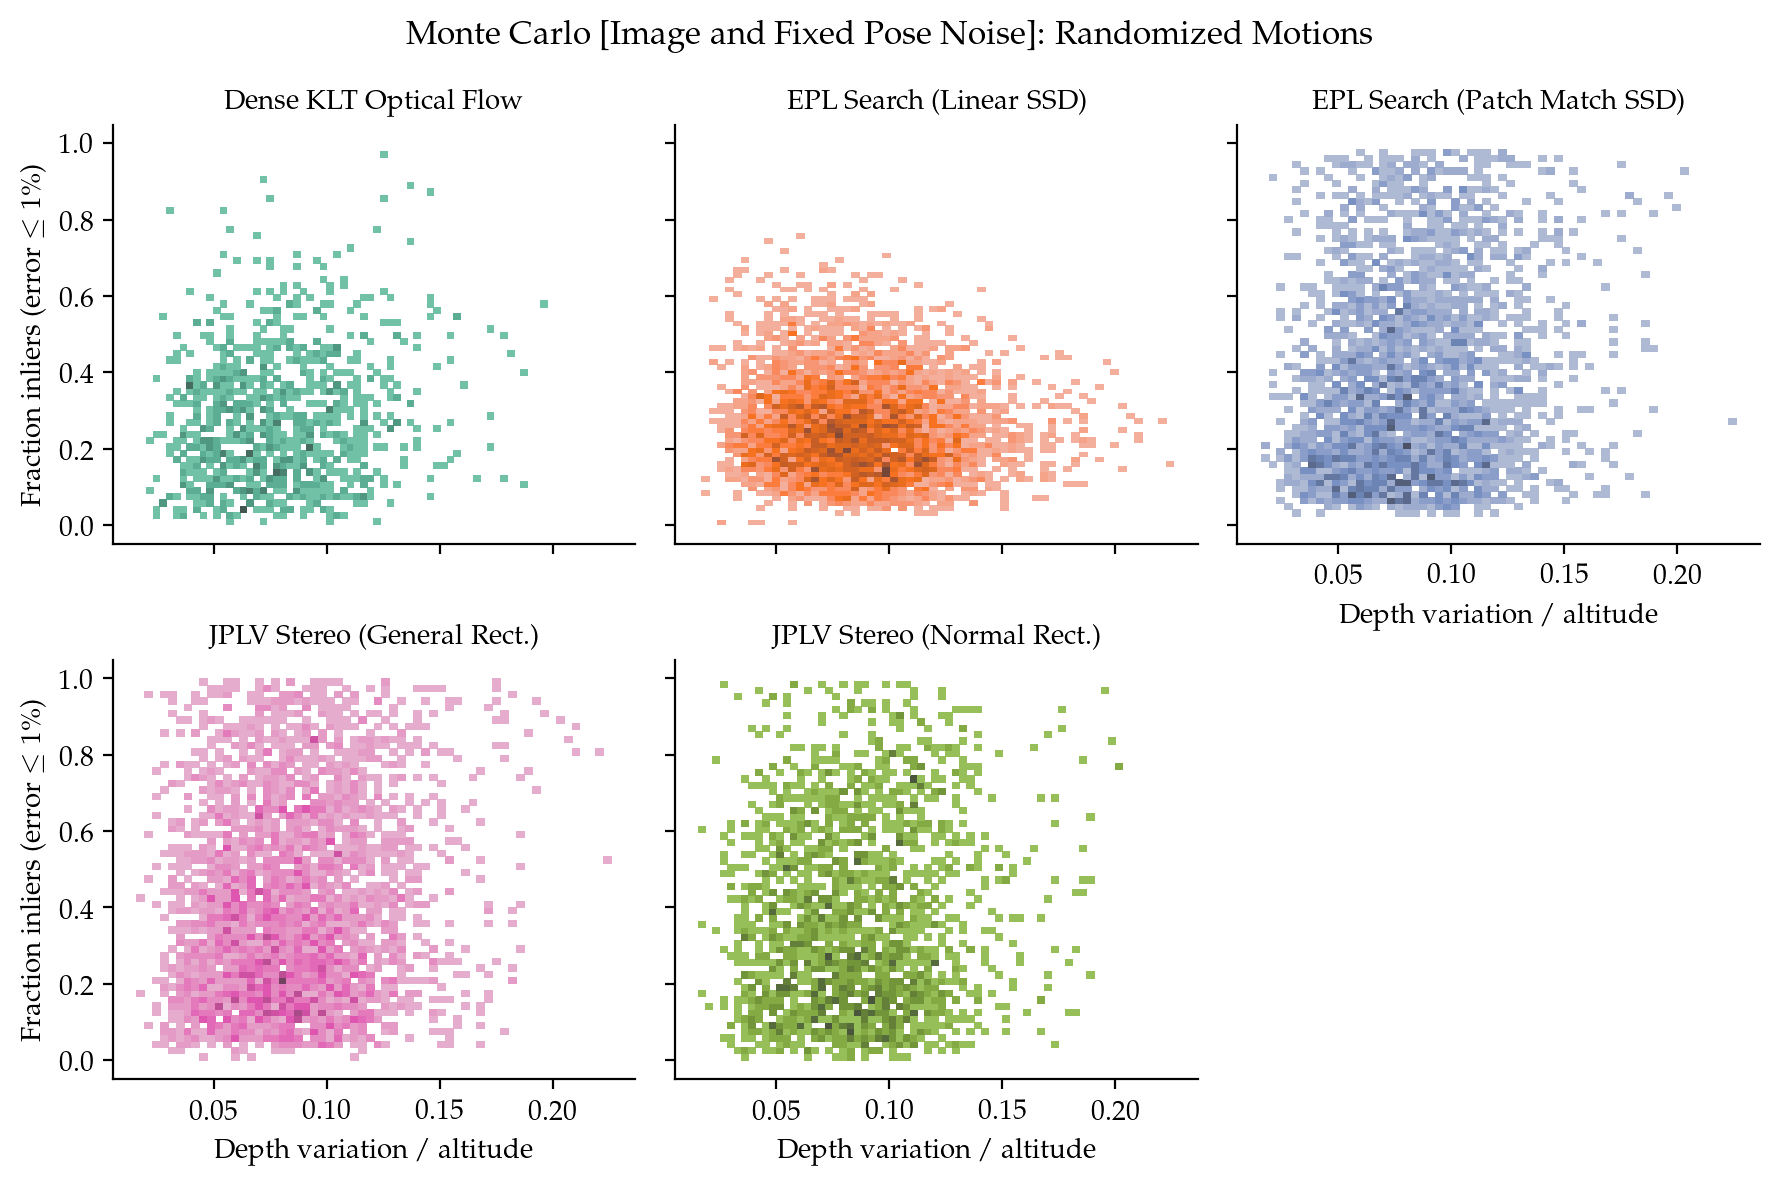 Monte Carlo [Image and Fixed Pose Noise]: Randomized Motions
Dense KLT Optical Flow
EPL Search (Linear SSD)
EPL Search (Patch Match SSD)
Fraction inliers (error ≤ 1%)
1.0
0.8
0.6
0.4
0.2
0.0
0.05 0.10 0.15 0.20
Depth variation / altitude
JPLV Stereo (General Rect.)
JPLV Stereo (Normal Rect.)
Fraction inliers (error ≤ 1%)
1.0
0.8
0.6
0.4
0.2
0.0
0.05 0.10 0.15 0.20
Depth variation / altitude
0.05 0.10 0.15 0.20
Depth variation / altitude